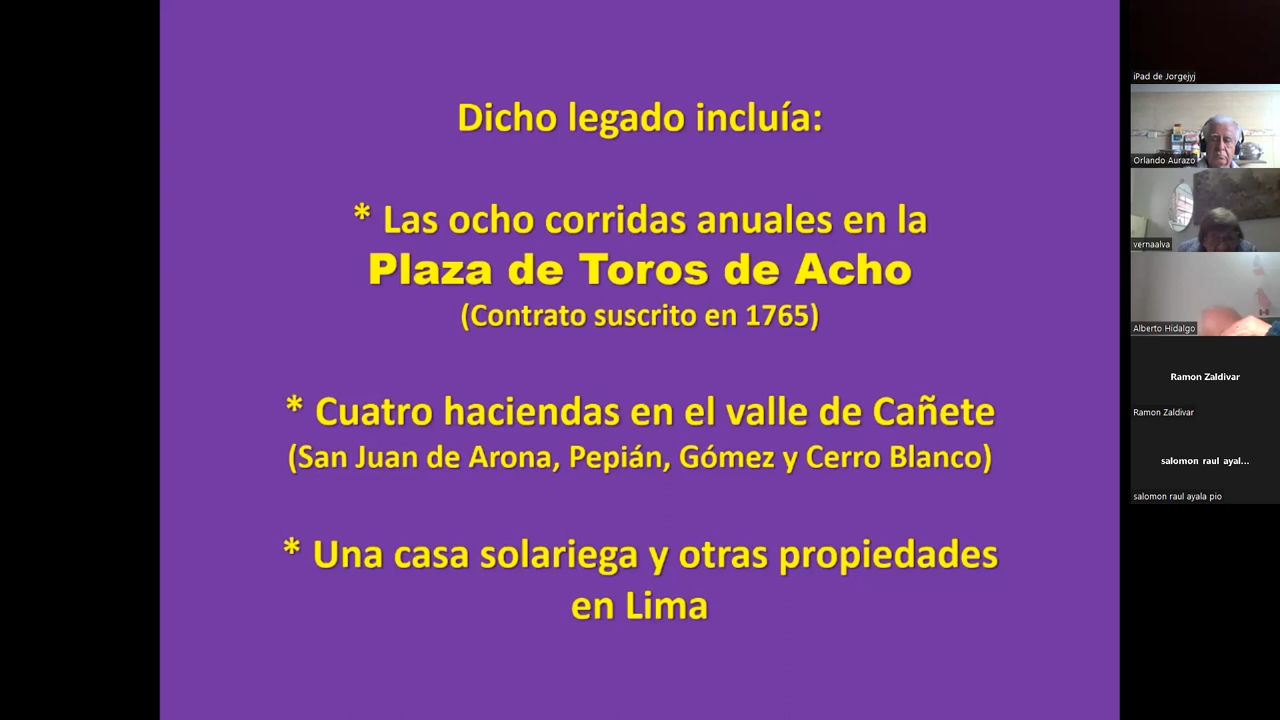 Dicho legado incluía:
* Las ocho corridas anuales en la
Plaza de Toros de Acho
(Contrato suscrito en 1765)
* Cuatro haciendas en el valle de Cañete
(San Juan de Arona, Pepián, Gómez y Cerro Blanco)
* Una casa solariega y otras propiedades
en Lima
iPad de Jorgejyj
Orlando Aurazo
vernaalva
Alberto Hidalgo
Ramon Zaldivar
Ramon Zaldivar
salomon raul ayal...
salomon raul ayala pio